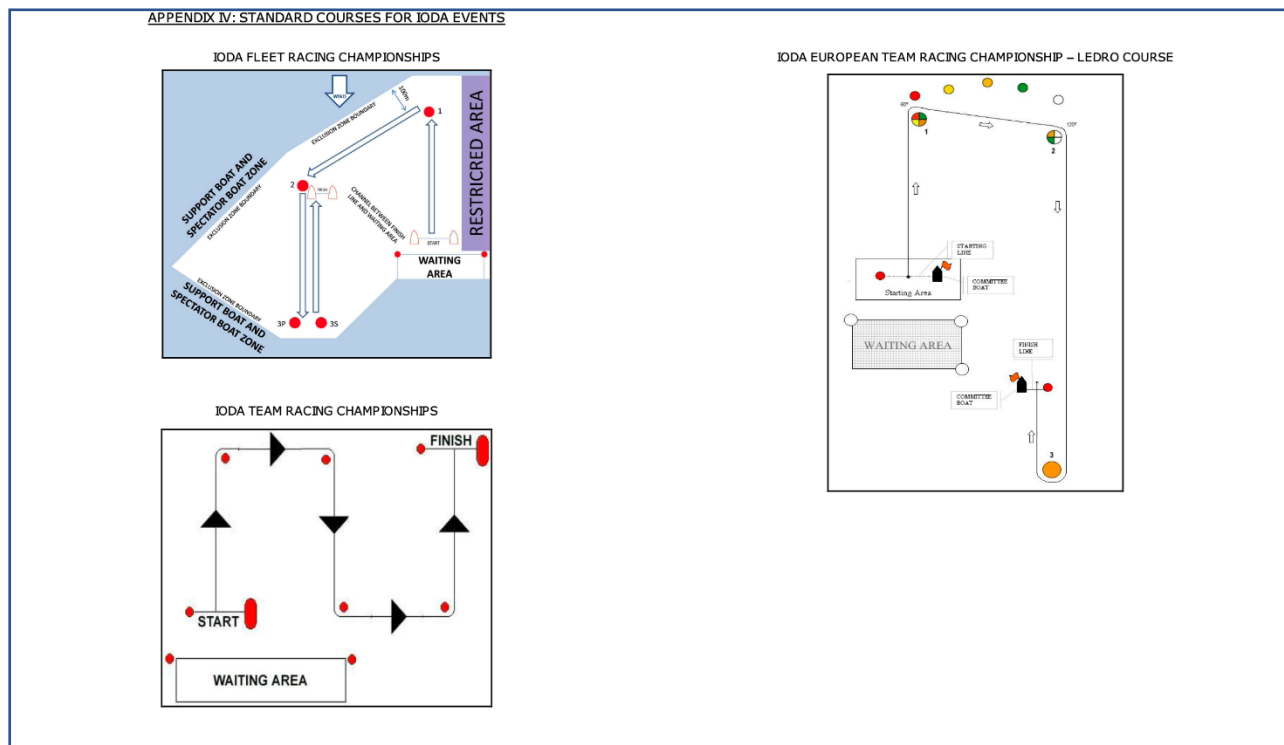 APPENDIX IV: STANDARD COURSES FOR IODA EVENTS
IODA FLEET RACING CHAMPIONSHIPS
WIND
100m
1
EXCLUSION ZONE BOUNDARY
RESTRICRED AREA
SUPPORT BOAT AND
SPECTATOR BOAT ZONE
EXCLUSION ZONE BOUNDARY
2
FINISH
CHANNEL BETWEEN FINISH
LINE AND WAITING AREA
START
WAITING
AREA
EXCLUSION ZONE BOUNDARY
SUPPORT BOAT AND
SPECTATOR BOAT ZONE
3P
3S
IODA TEAM RACING CHAMPIONSHIPS
FINISH
START
WAITING AREA
IODA EUROPEAN TEAM RACING CHAMPIONSHIP – LEDRO COURSE
60º
1
120º
2
STARTING
LINE
COMMITTEE
BOAT
Starting Area
WAITING AREA
FINISH
LINE
COMMITTEE
BOAT
3